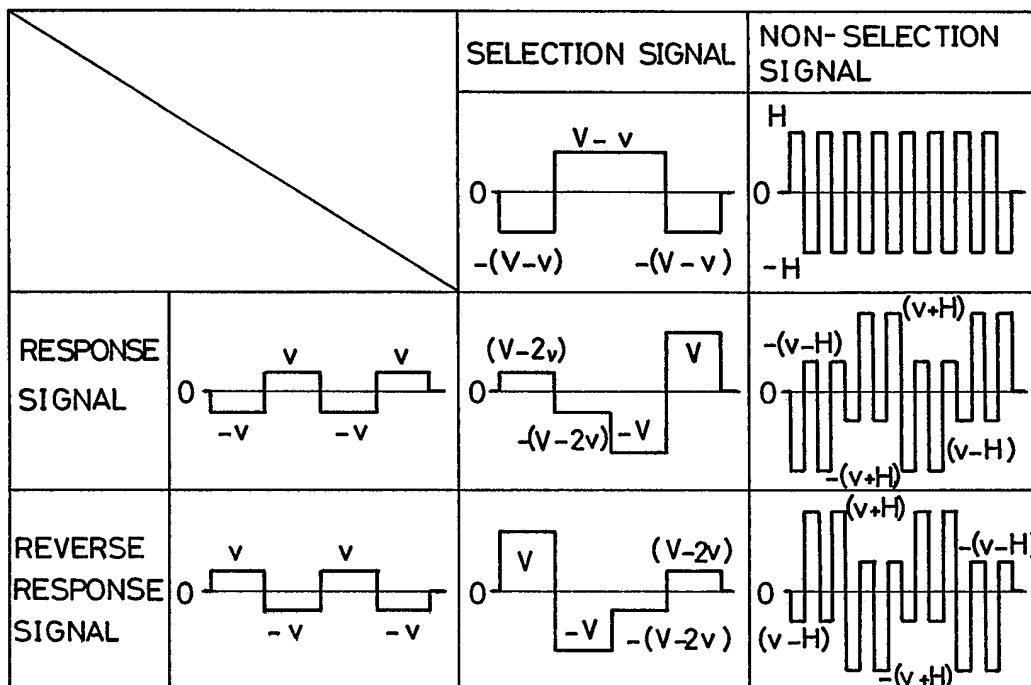 SELECTION SIGNAL
NON-SELECTION
SIGNAL
V-v
0
-(V-v)
-(V-v)
H
0
-H
RESPONSE
SIGNAL
v
v
0
-v
-v
(V-2v)
V
0
-(V-2v)
-V
(v+H)
-(v-H)
0
(v-H)
-(v+H)
REVERSE
RESPONSE
SIGNAL
v
v
0
-v
-v
V
(V-2v)
0
-V
-(V-2v)
(v+H)
-(v-H)
0
(v-H)
-(v+H)